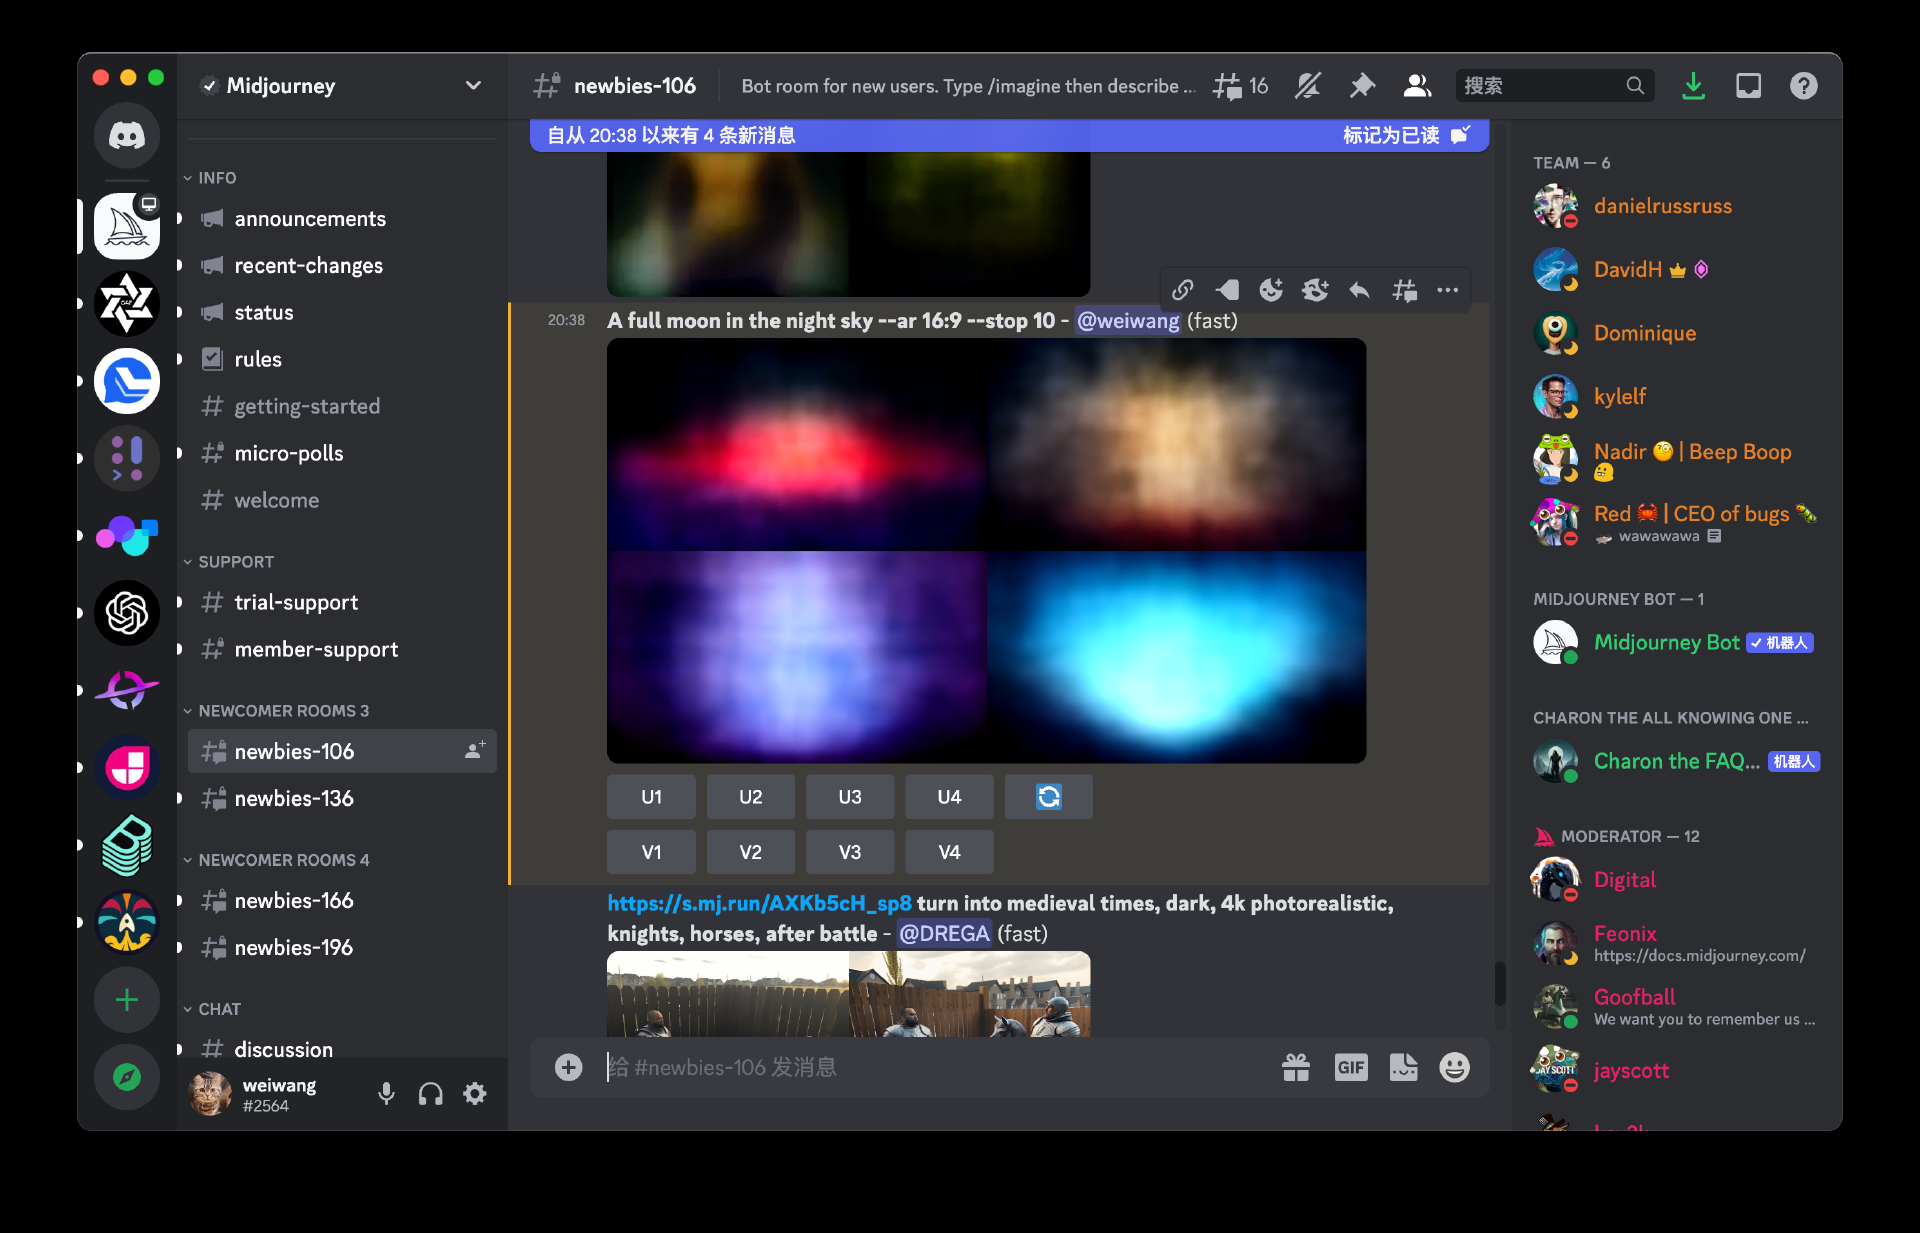 Midjourney
newbies-106
Bot room for new users. Type /imagine then describe ...
16
搜索
自从 20:38 以来有 4 条新消息
标记为已读
INFO
announcements
recent-changes
status
rules
getting-started
micro-polls
welcome
SUPPORT
trial-support
member-support
NEWCOMER ROOMS 3
newbies-106
newbies-136
NEWCOMER ROOMS 4
newbies-166
newbies-196
CHAT
discussion
weiwang
#2564
20:38
A full moon in the night sky --ar 16:9 --stop 10 - @weiwang (fast)
U1
U2
U3
U4
V1
V2
V3
V4
https://s.mj.run/AXKb5cH_sp8 turn into medieval times, dark, 4k photorealistic,
knights, horses, after battle - @DREGA (fast)
给 #newbies-106 发消息
GIF
TEAM — 6
danielrussruss
DavidH
Dominique
kylelf
Nadir 🧐 | Beep Boop
Red 🦀 | CEO of bugs 🐛
wawawawa
MIDJOURNEY BOT — 1
Midjourney Bot
机器人
CHARON THE ALL KNOWING ONE ...
Charon the FAQ...
机器人
MODERATOR — 12
Digital
Feonix
https://docs.midjourney.com/
Goofball
We want you to remember us ...
JAY SCOTT
jayscott